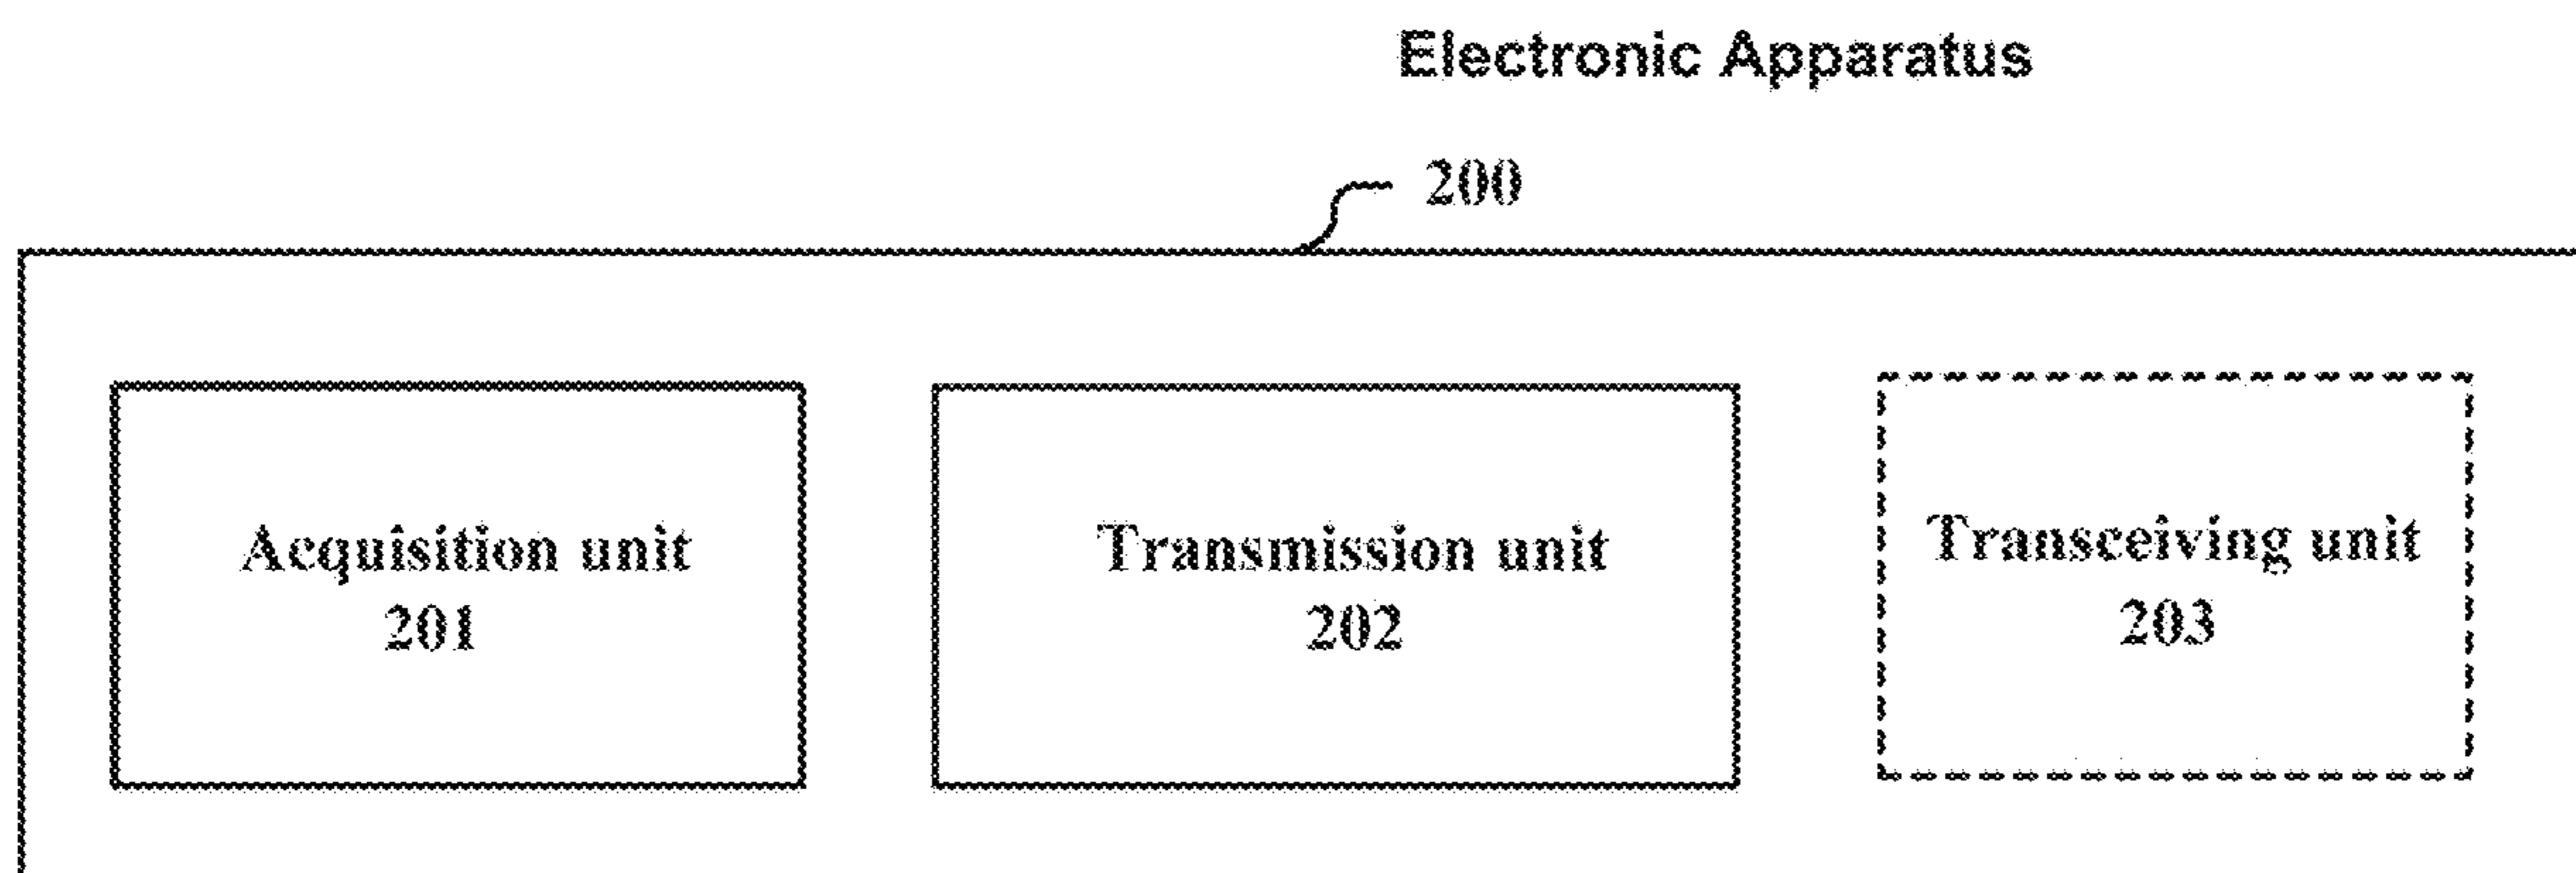 Electronic Apparatus
200
Acquisition unit
201
Transmission unit
202
Transceiving unit
203